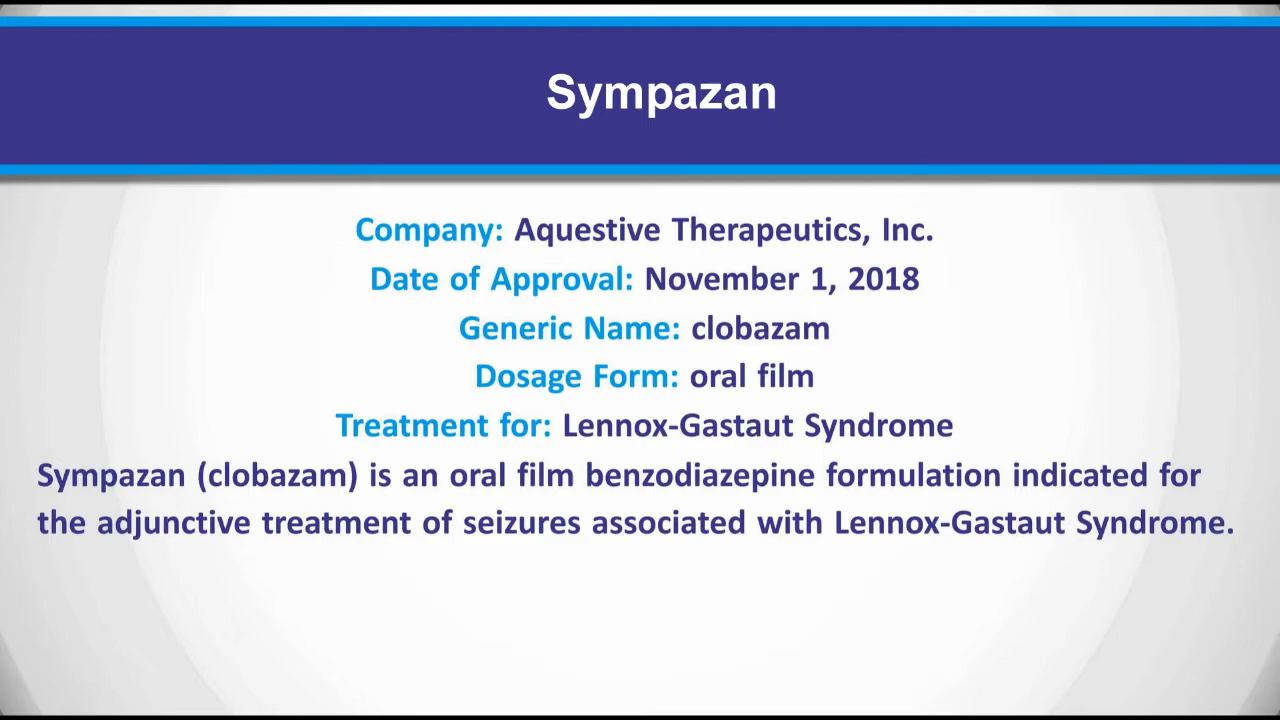 Sympazan
Company: Aquestive Therapeutics, Inc.
Date of Approval: November 1, 2018
Generic Name: clobazam
Dosage Form: oral film
Treatment for: Lennox-Gastaut Syndrome
Sympazan (clobazam) is an oral film benzodiazepine formulation indicated for
the adjunctive treatment of seizures associated with Lennox-Gastaut Syndrome.